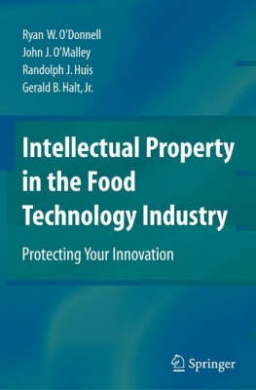 Ryan W. O'Donnell
John J. O'Malley
Randolph J. Huis
Gerald B. Halt, Jr.
Intellectual Property
in the Food
Technology Industry
Protecting Your Innovation
Springer